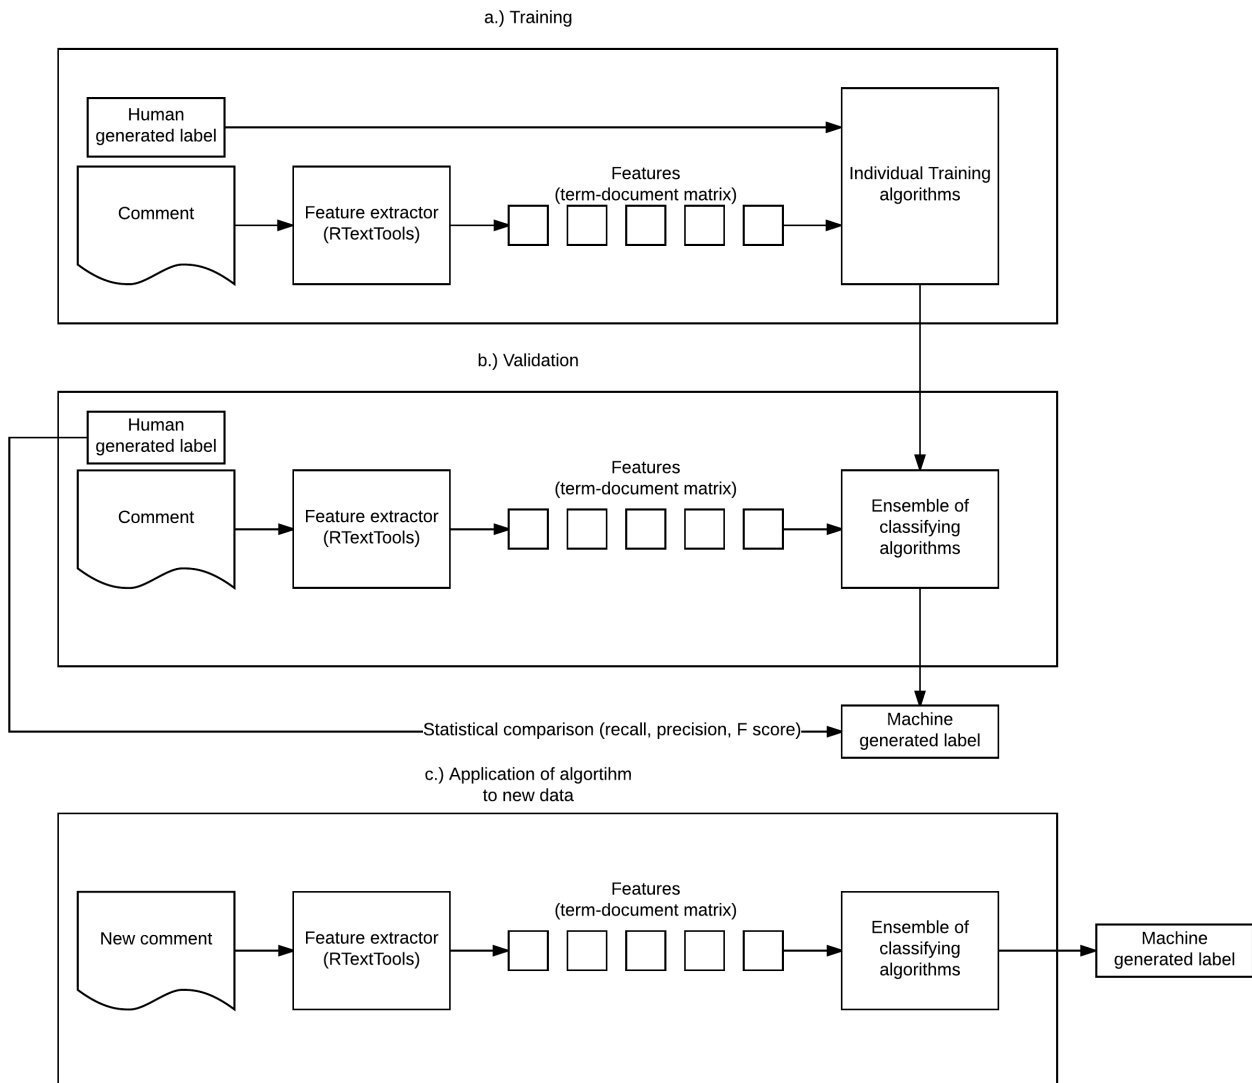 a.) Training
Human
generated label
Comment
Feature extractor
(RTextTools)
Features
(term-document matrix)
Individual Training
algorithms
b.) Validation
Human
generated label
Comment
Feature extractor
(RTextTools)
Features
(term-document matrix)
Ensemble of
classifying
algorithms
Statistical comparison (recall, precision, F score)
Machine
generated label
c.) Application of algortihm
to new data
New comment
Feature extractor
(RTextTools)
Features
(term-document matrix)
Ensemble of
classifying
algorithms
Machine
generated label